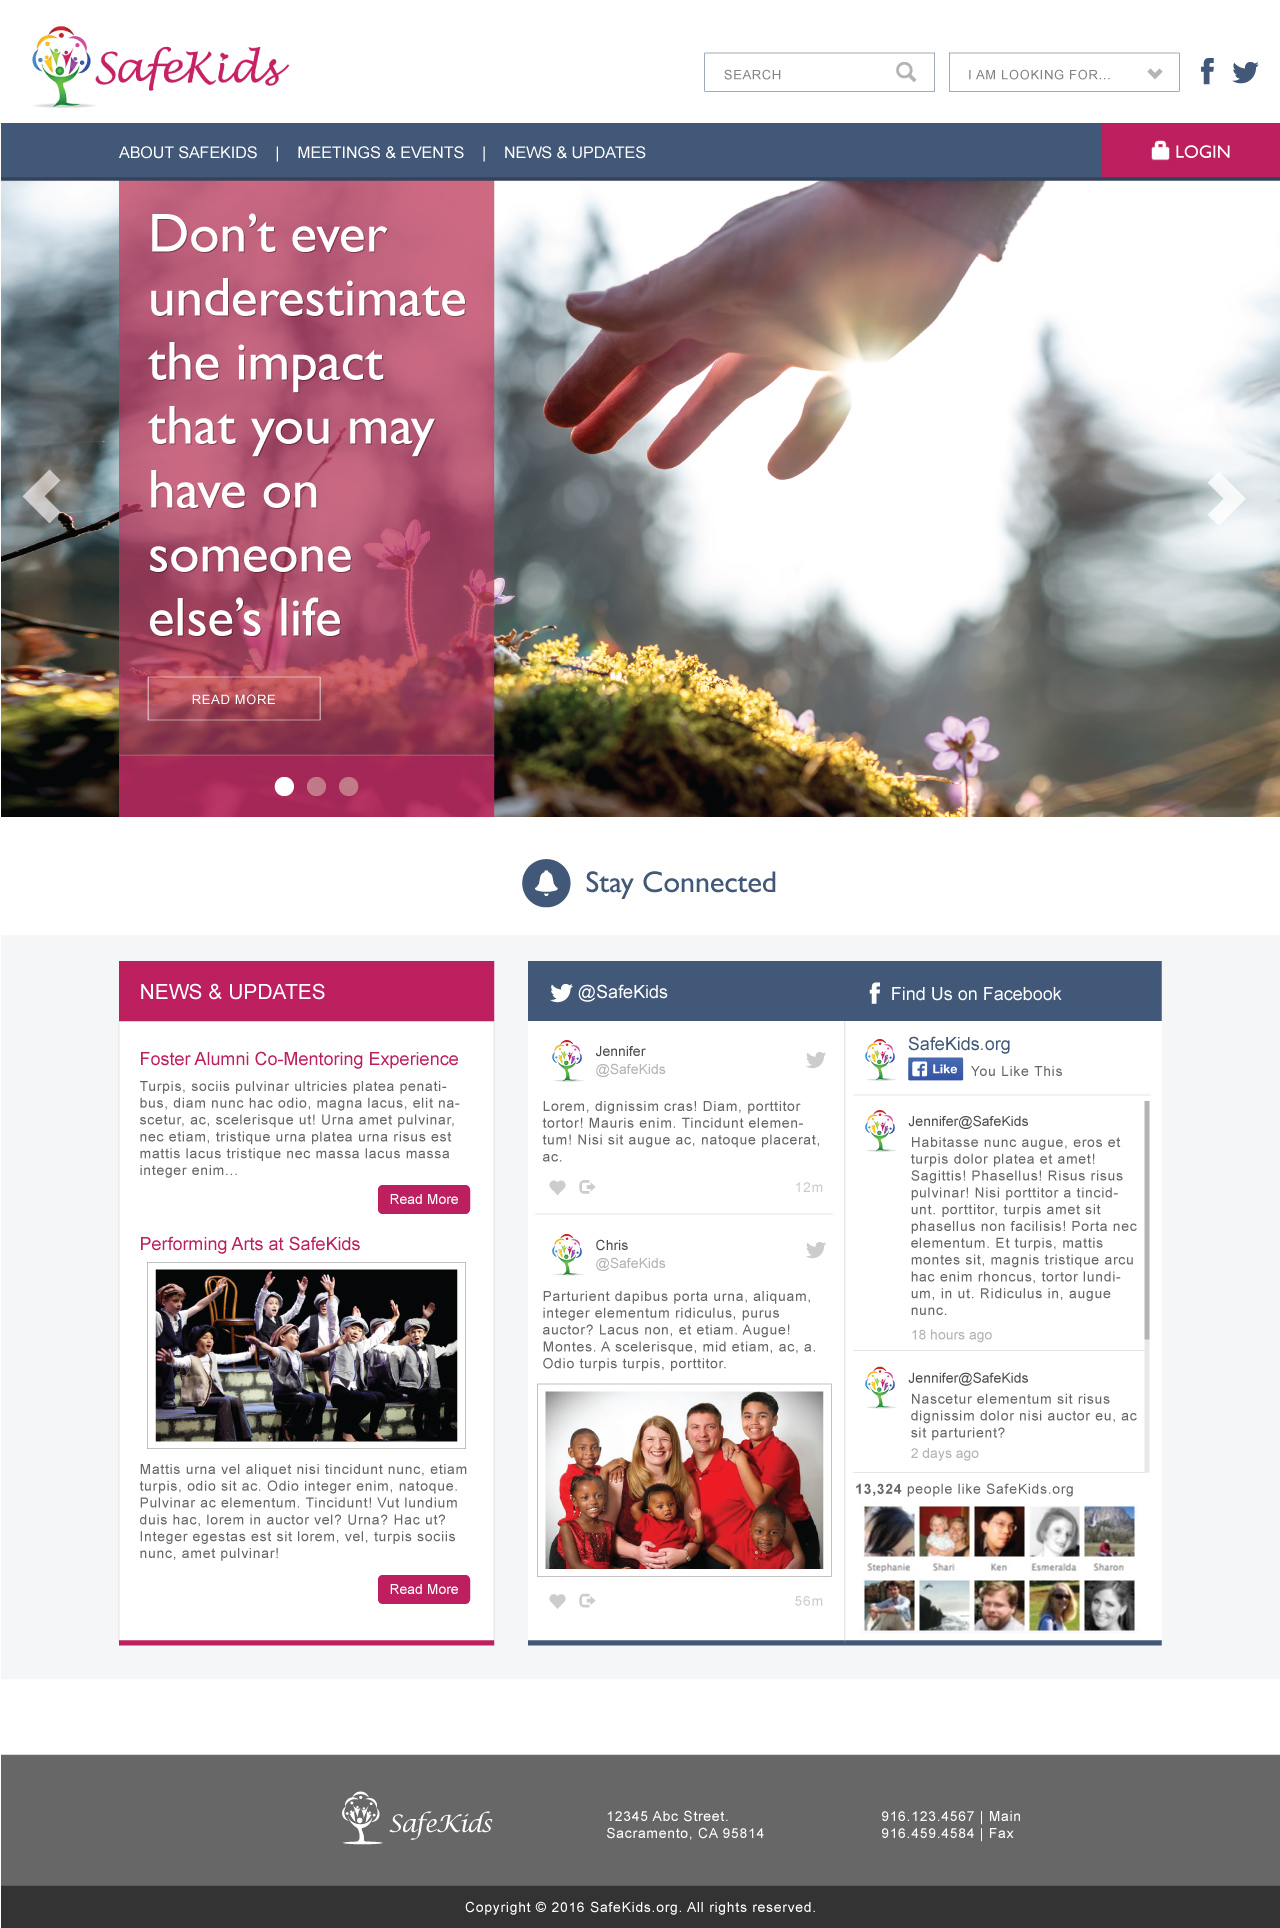 SafeKids
SEARCH
I AM LOOKING FOR...
ABOUT SAFEKIDS | MEETINGS & EVENTS | NEWS & UPDATES
LOGIN
Don't ever
underestimate
the impact
that you may
have on
someone
else's life
READ MORE
Stay Connected
NEWS & UPDATES
Foster Alumni Co-Mentoring Experience
Turpis, sociis pulvinar ultricies platea penati-
bus, diam nunc hac odio, magna lacus, elit na-
scetur, ac, scelerisque ut! Urna amet pulvinar,
nec etiam, tristique urna platea urna risus est
mattis lacus tristique nec massa lacus massa
integer enim...
Read More
Performing Arts at SafeKids
Mattis urna vel aliquet nisi tincidunt nunc, etiam
turpis, odio sit ac. Odio integer enim, natoque.
Pulvinar ac elementum. Tincidunt! Vut lundium
duis hac, lorem in auctor vel? Urna? Hac ut?
Integer egestas est sit lorem, vel, turpis sociis
nunc, amet pulvinar!
Read More
@SafeKids
Jennifer
@SafeKids
Lorem, dignissim cras! Diam, porttitor
tortor! Mauris enim. Tincidunt elemen-
tum! Nisi sit augue ac, natoque placerat,
ac.
12m
Chris
@SafeKids
Parturient dapibus porta urna, aliquam,
integer elementum ridiculus, purus
auctor? Lacus non, et etiam. Augue!
Montes. A scelerisque, mid etiam, ac, a.
Odio turpis turpis, porttitor.
56m
Find Us on Facebook
SafeKids.org
Like You Like This
Jennifer@SafeKids
Habitasse nunc augue, eros et
turpis dolor platea et amet!
Sagittis! Phasellus! Risus risus
pulvinar! Nisi porttitor a tincid-
unt. porttitor, turpis amet sit
phasellus non facilisis! Porta nec
elementum. Et turpis, mattis
montes sit, magnis tristique arcu
hac enim rhoncus, tortor lundi-
um, in ut. Ridiculus in, augue
nunc.
18 hours ago
Jennifer@SafeKids
Nascetur elementum sit risus
dignissim dolor nisi auctor eu, ac
sit parturient?
2 days ago
13,324 people like SafeKids.org
Stephanie Shari Ken Esmeralda Sharon
SafeKids
12345 Abc Street.
Sacramento, CA 95814
916.123.4567 | Main
916.459.4584 | Fax
Copyright © 2016 SafeKids.org. All rights reserved.